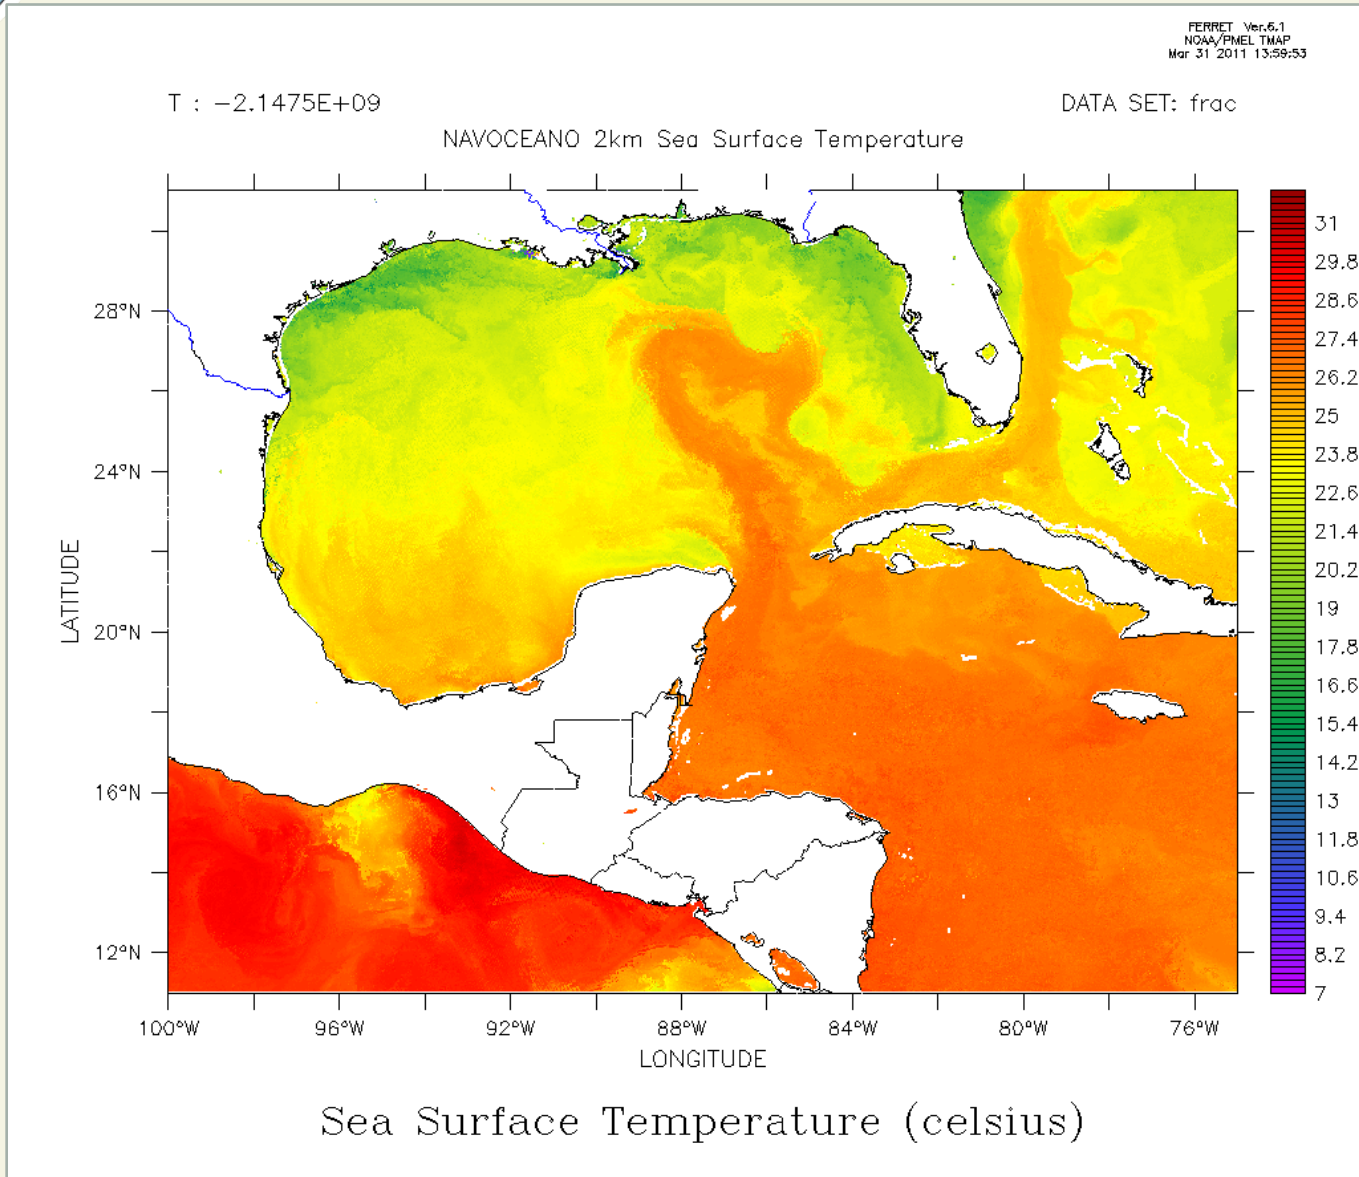 FERRET Ver.6.1
NOAA/PMEL TMAP
Mar 31 2011 13:59:53
T : −2.1475E+09
DATA SET: frac
NAVOCEANO 2km Sea Surface Temperature
28°N
24°N
20°N
16°N
12°N
LATITUDE
100°W
96°W
92°W
88°W
84°W
80°W
76°W
LONGITUDE
31
29.8
28.6
27.4
26.2
25
23.8
22.6
21.4
20.2
19
17.8
16.6
15.4
14.2
13
11.8
10.6
9.4
8.2
7
Sea Surface Temperature (celsius)